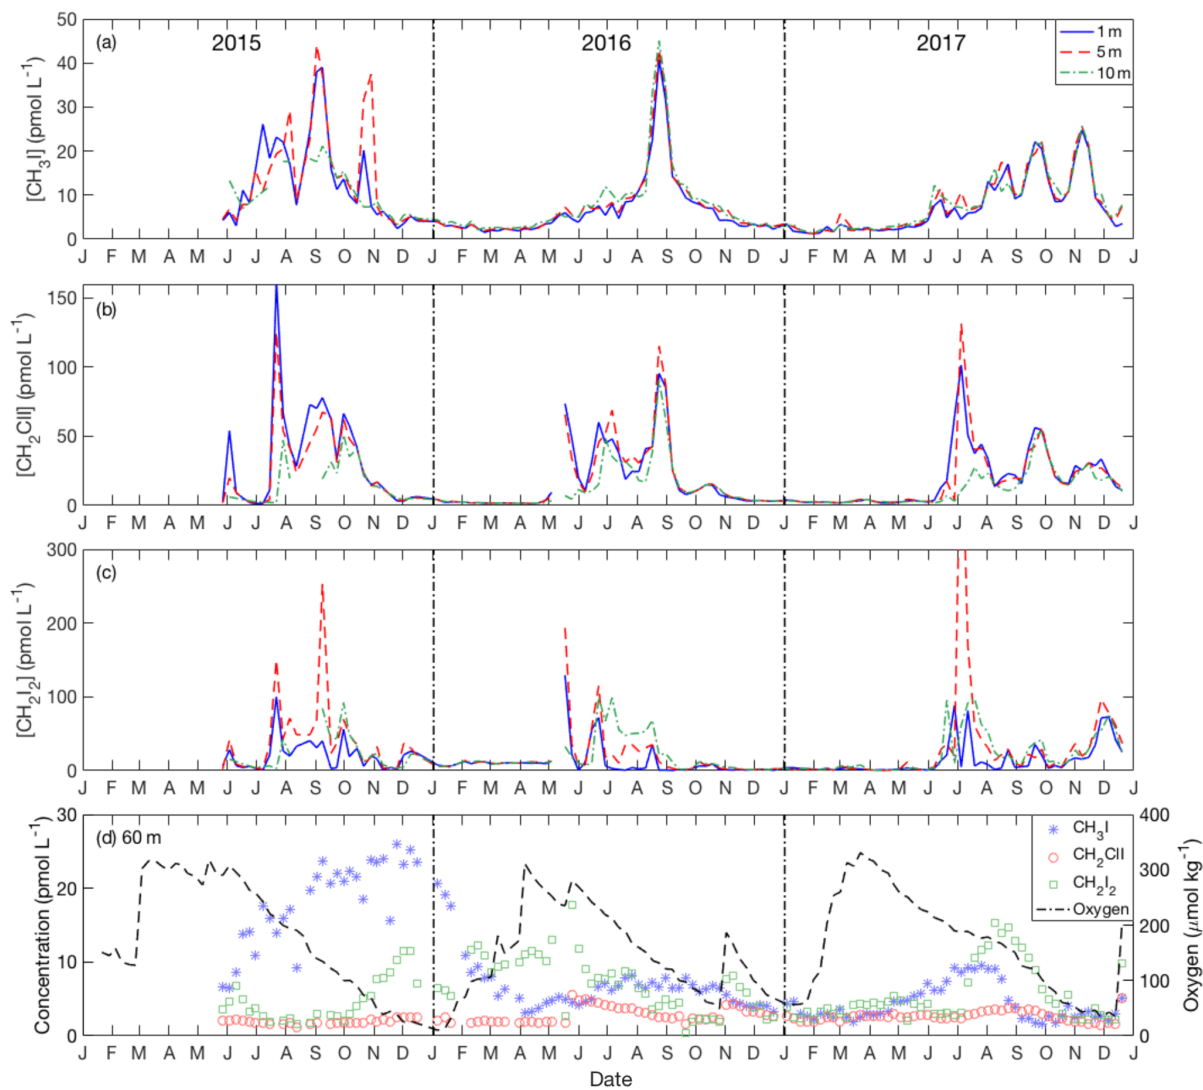 (a) 2015 2016 2017
1 m
5 m
10 m
50
40
30
20
10
0
[CH3I] (pmol L-1)
J F M A M J J A S O N D J F M A M J J A S O N D J F M A M J J A S O N D J
(b)
150
100
50
0
[CH2ClI] (pmol L-1)
J F M A M J J A S O N D J F M A M J J A S O N D J F M A M J J A S O N D J
(c)
300
200
100
0
[CH2I2] (pmol L-1)
J F M A M J J A S O N D J F M A M J J A S O N D J F M A M J J A S O N D J
(d) 60 m
30
20
10
0
Concentration (pmol L-1)
CH3I
CH2ClI
CH2I2
Oxygen
400
300
200
100
0
Oxygen (μmol kg-1)
J F M A M J J A S O N D J F M A M J J A S O N D J F M A M J J A S O N D J
Date